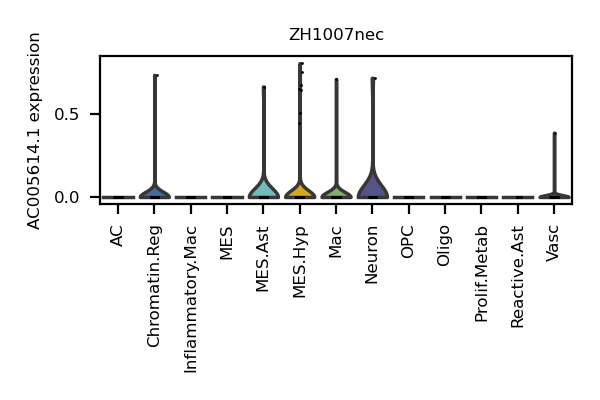 ZH1007nec
AC005614.1 expression
0.5
0.0
AC
Chromatin.Reg
Inflammatory.Mac
MES
MES.Ast
MES.Hyp
Mac
Neuron
OPC
Oligo
Prolif.Metab
Reactive.Ast
Vasc